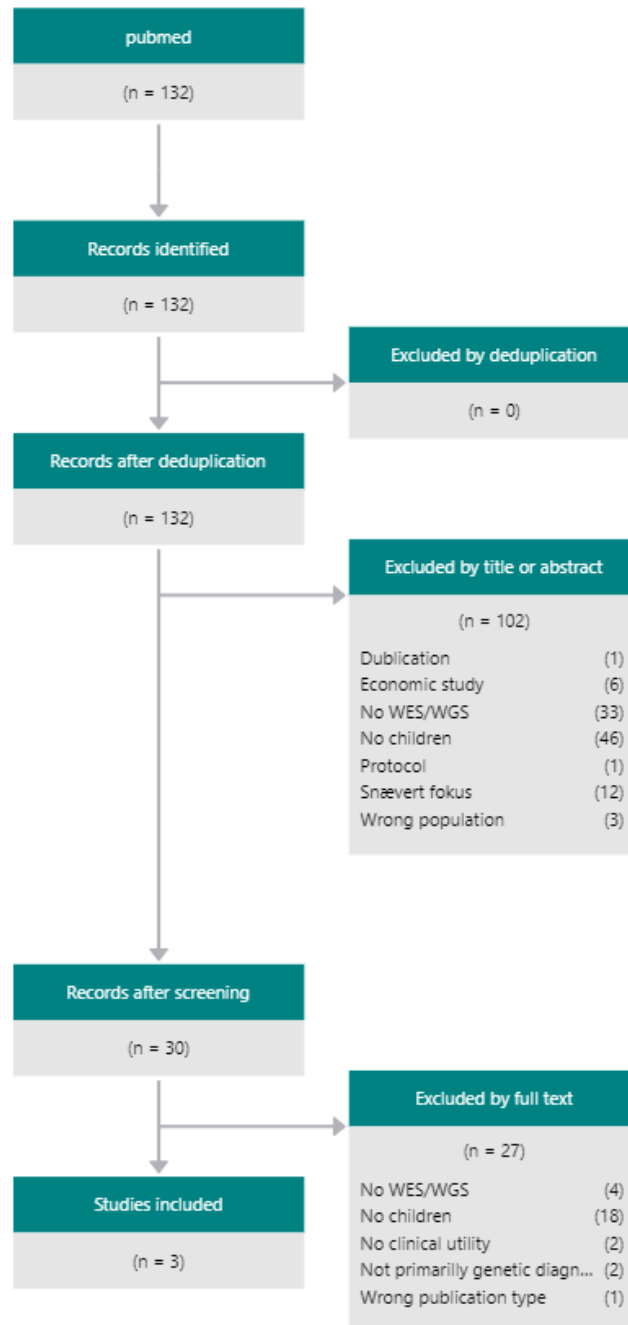 pubmed
(n = 132)
Records identified
(n = 132)
Excluded by deduplication
(n = 0)
Records after deduplication
(n = 132)
Excluded by title or abstract
(n = 102)
Dublication (1)
Economic study (6)
No WES/WGS (33)
No children (46)
Protocol (1)
Snævert fokus (12)
Wrong population (3)
Records after screening
(n = 30)
Excluded by full text
(n = 27)
No WES/WGS (4)
No children (18)
No clinical utility (2)
Not primarilly genetic diagn... (2)
Wrong publication type (1)
Studies included
(n = 3)